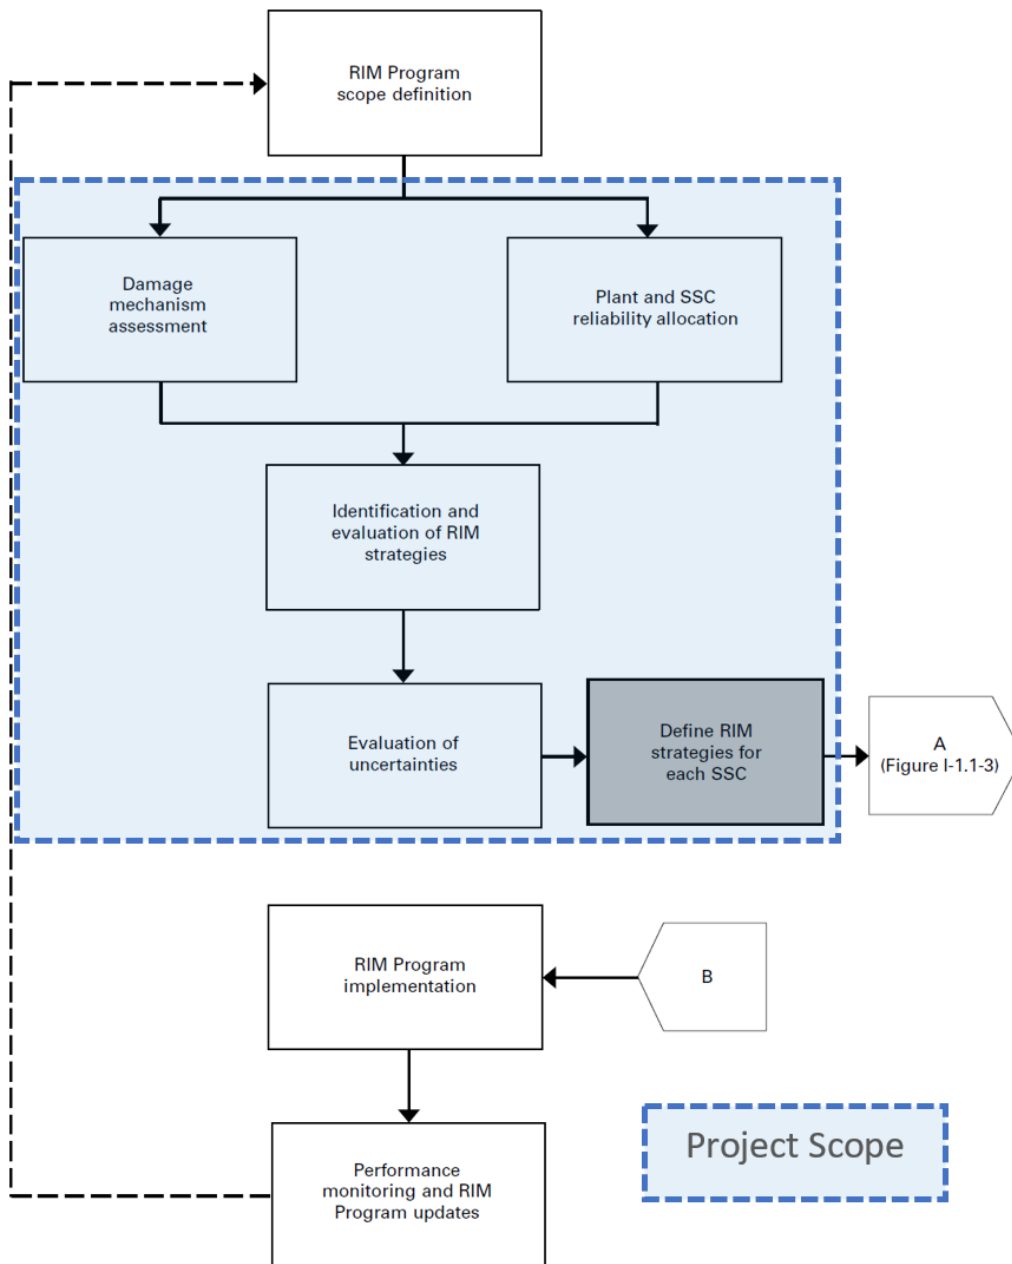 RIM Program
scope definition
Damage
mechanism
assessment
Plant and SSC
reliability allocation
Identification and
evaluation of RIM
strategies
Evaluation of
uncertainties
Define RIM
strategies for
each SSC
A
(Figure I-1.1-3)
RIM Program
implementation
B
Performance
monitoring and RIM
Program updates
Project Scope